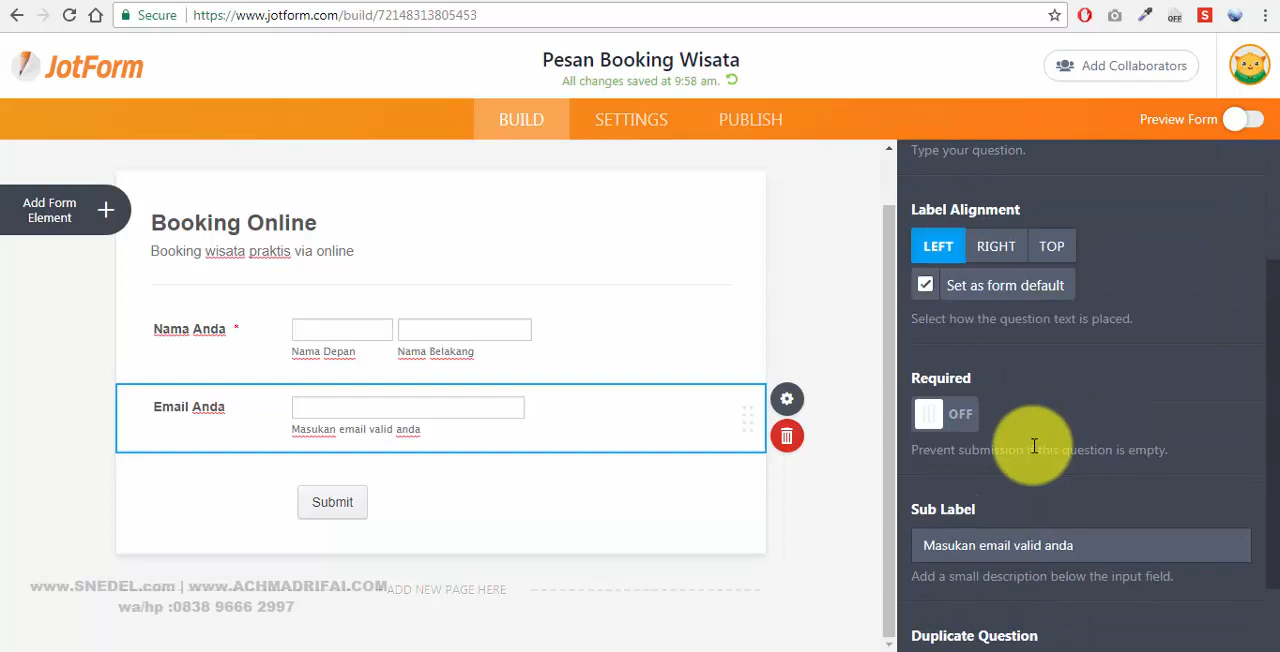 Secure
https://www.jotform.com/build/72148313805453
OFF
S
JotForm
Pesan Booking Wisata
All changes saved at 9:58 am.
Add Collaborators
BUILD
SETTINGS
PUBLISH
Preview Form
Add Form
Element
Booking Online
Booking wisata praktis via online
Nama Anda *
Nama Depan
Nama Belakang
Email Anda
Masukan email valid anda
Submit
ADD NEW PAGE HERE
www.SNEDEL.com | www.ACHMADRIFAI.COM
wa/hp :0838 9666 2997
Type your question.
Label Alignment
LEFT
RIGHT
TOP
Set as form default
Select how the question text is placed.
Required
OFF
Prevent submission if this question is empty.
Sub Label
Masukan email valid anda
Add a small description below the input field.
Duplicate Question